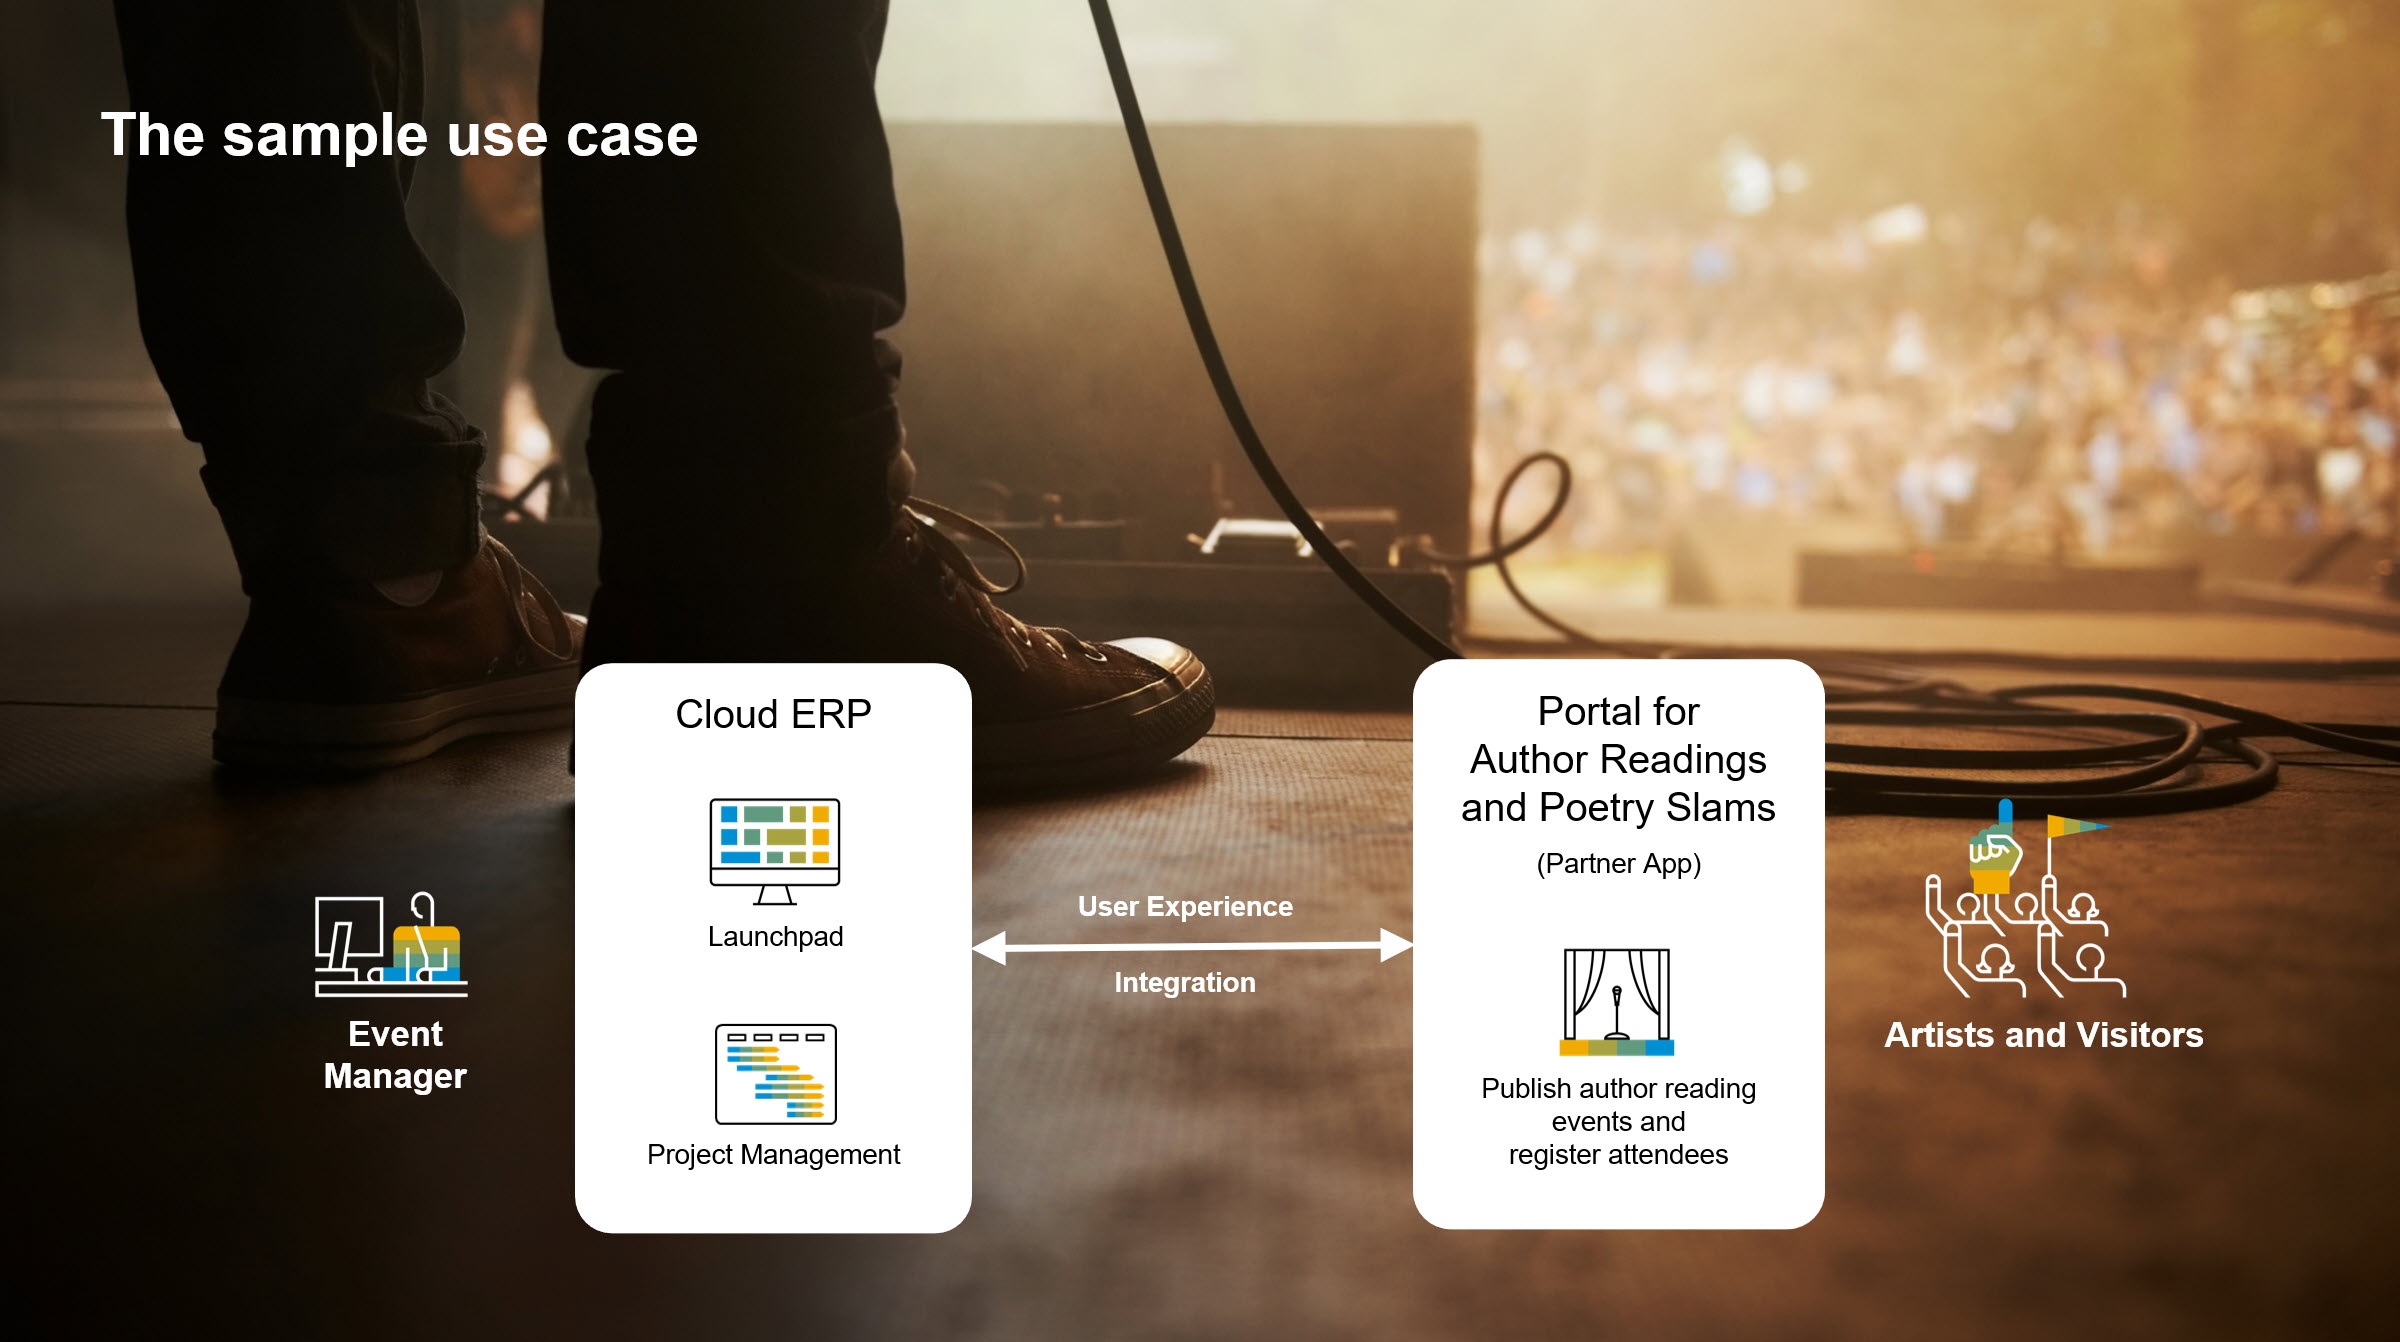 The sample use case
Cloud ERP
Launchpad
Project Management
Event
Manager
User Experience
Integration
Portal for
Author Readings
and Poetry Slams
(Partner App)
Publish author reading
events and
register attendees
Artists and Visitors